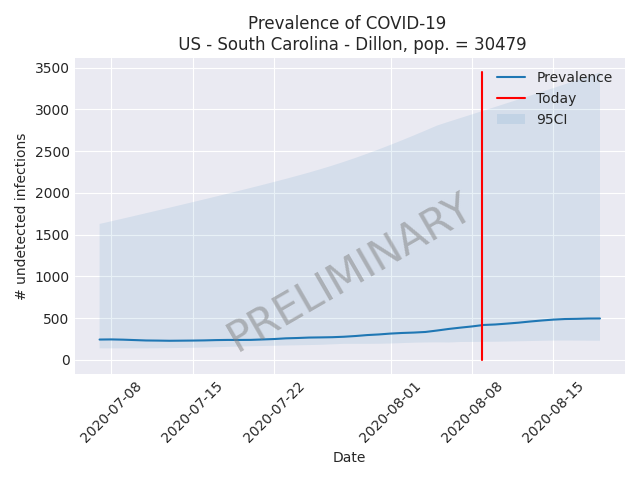 Prevalence of COVID-19
US - South Carolina - Dillon, pop. = 30479
3500
3000
2500
2000
1500
1000
500
0
# undetected infections
Prevalence
Today
95CI
PRELIMINARY
2020-07-08
2020-07-15
2020-07-22
2020-08-01
2020-08-08
2020-08-15
Date